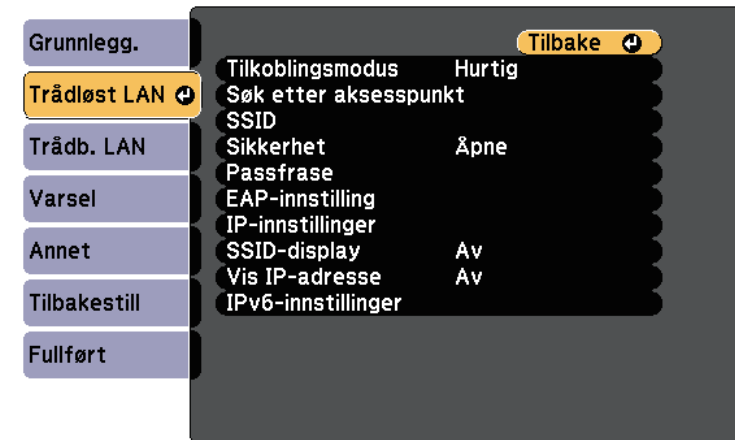 Grunnlegg.
Trådløst LAN
Trådb. LAN
Varsel
Annet
Tilbakestill
Fullført
Tilbake
Tilkoblingsmodus Hurtig
Søk etter aksesspunkt
SSID
Sikkerhet Åpne
Passfrase
EAP-innstilling
IP-innstillinger
SSID-display Av
Vis IP-adresse Av
IPv6-innstillinger